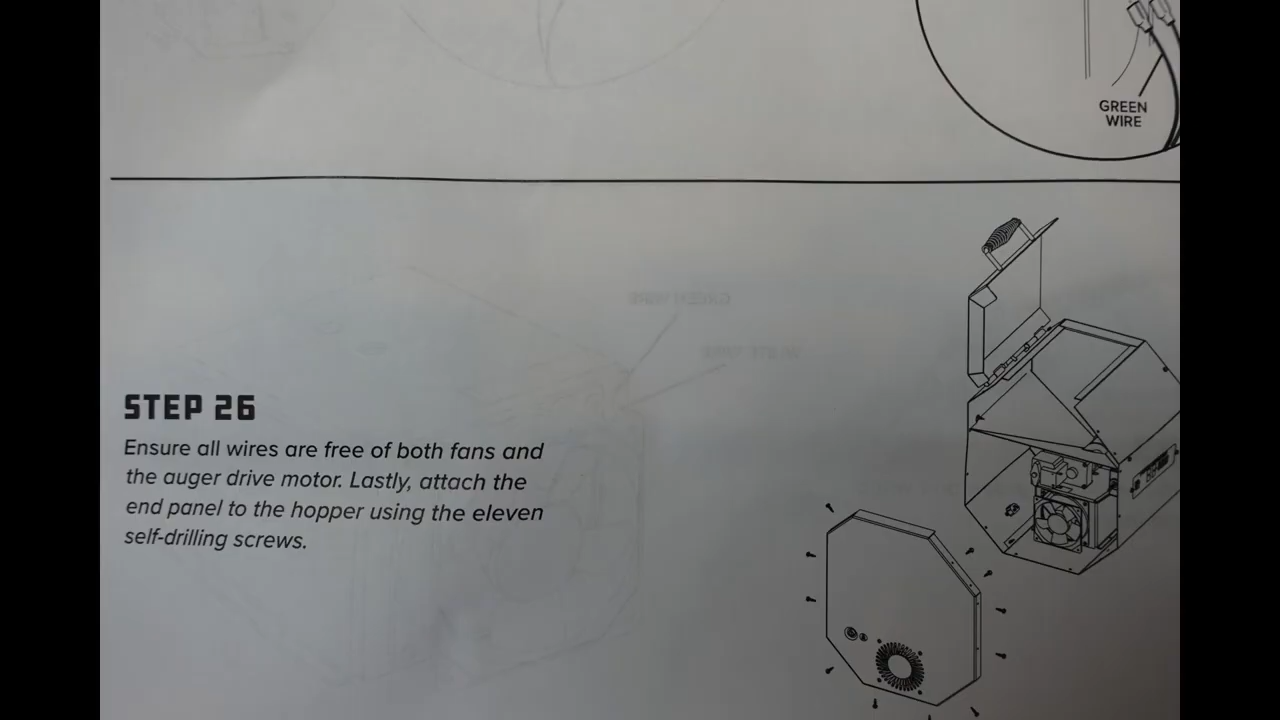 GREEN
WIRE
STEP 26
Ensure all wires are free of both fans and
the auger drive motor. Lastly, attach the
end panel to the hopper using the eleven
self-drilling screws.